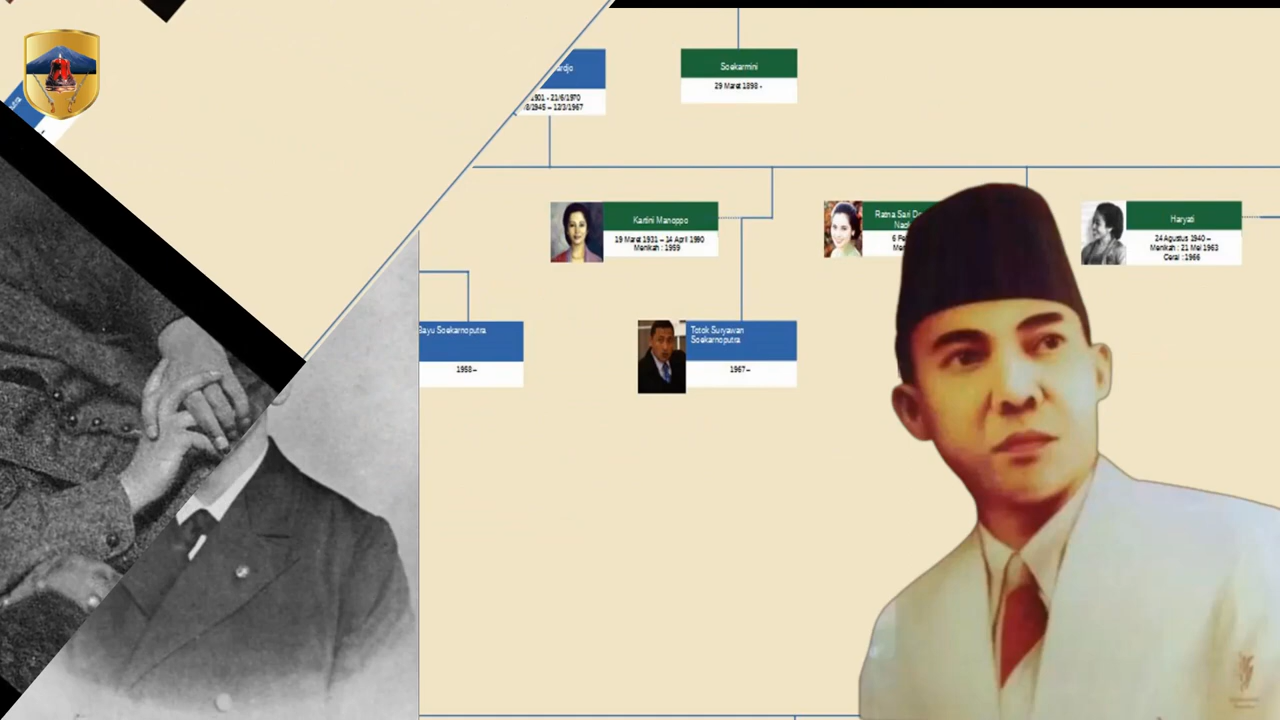 Soekarmini
29 Maret 1898 -
1901 - 21/6/1970
/8/1945 – 12/3/1967
Kartini Manoppo
19 Maret 1931 – 14 April 1990
Menikah : 1959
Ratna Sari
Haryati
24 Agustus 1940 –
Menikah : 21 Mei 1963
Cerai : 1966
Bayu Soekarnoputra
1958 –
Totok Suryawan
Soekarnoputra
1967 –